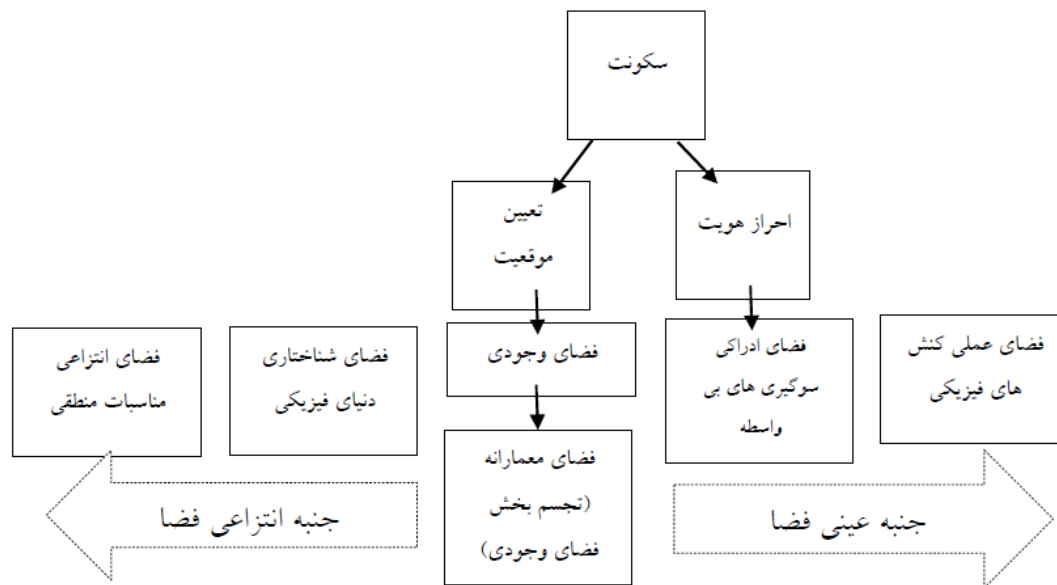 سکونت
احراز هویت
تعیین
موقعیت
فضای عملی کنش
های فیزیکی
فضای ادراکی
سوگیری های بی
واسطه
فضای وجودی
فضای شناختاری
دنیای فیزیکی
فضای انتزاعی
مناسبات منطقی
فضای معمارانه
(تجسم بخش
فضای وجودی)
جنبه عینی فضا
جنبه انتزاعی فضا